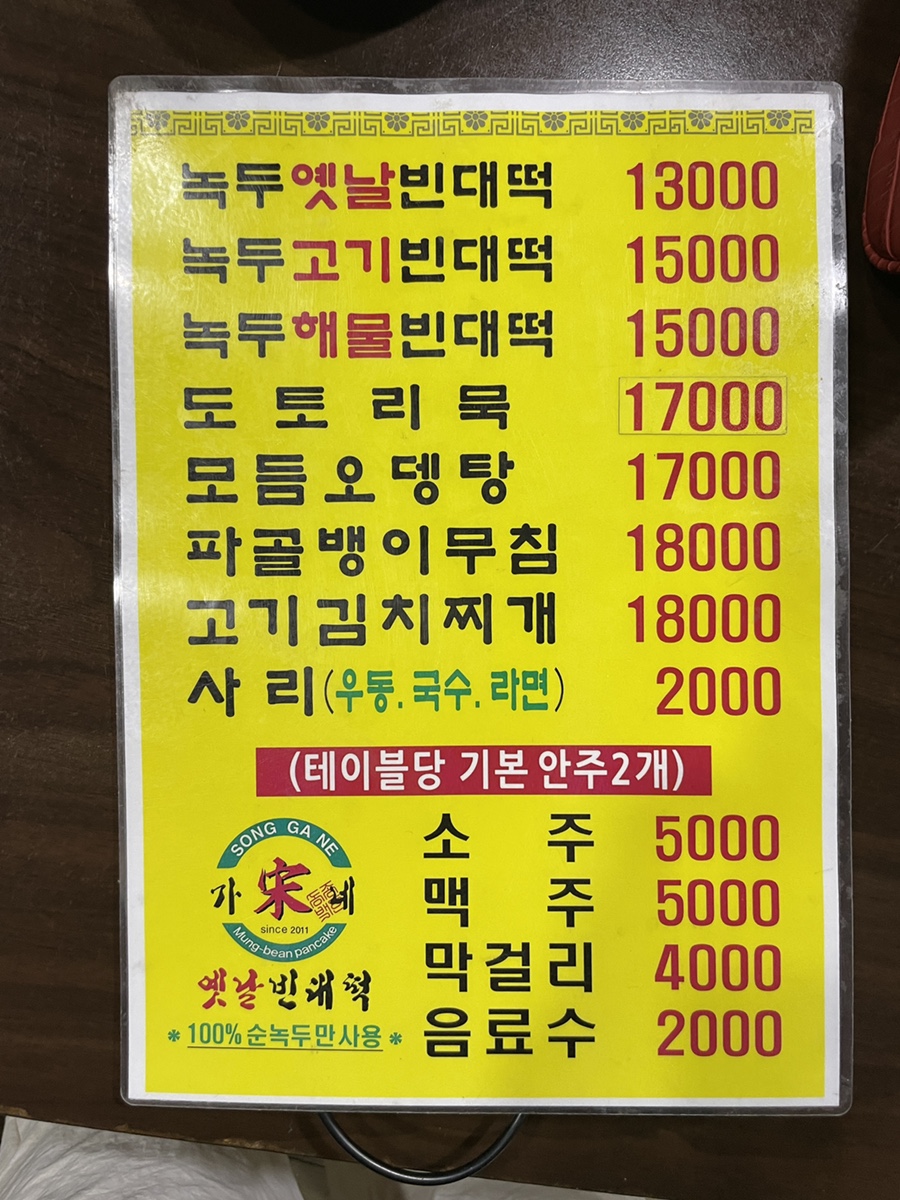 녹두옛날빈대떡 13000
녹두고기빈대떡 15000
녹두해물빈대떡 15000
도토리묵 17000
모듬오뎅탕 17000
파골뱅이무침 18000
고기김치찌개 18000
사리(우동.국수.라면) 2000
(테이블당 기본 안주2개)
소주 5000
맥주 5000
막걸리 4000
음료수 2000
SONG GA NE
宋가네
since 2011
Mung-bean pancake
옛날빈대떡
* 100% 순녹두만사용 *